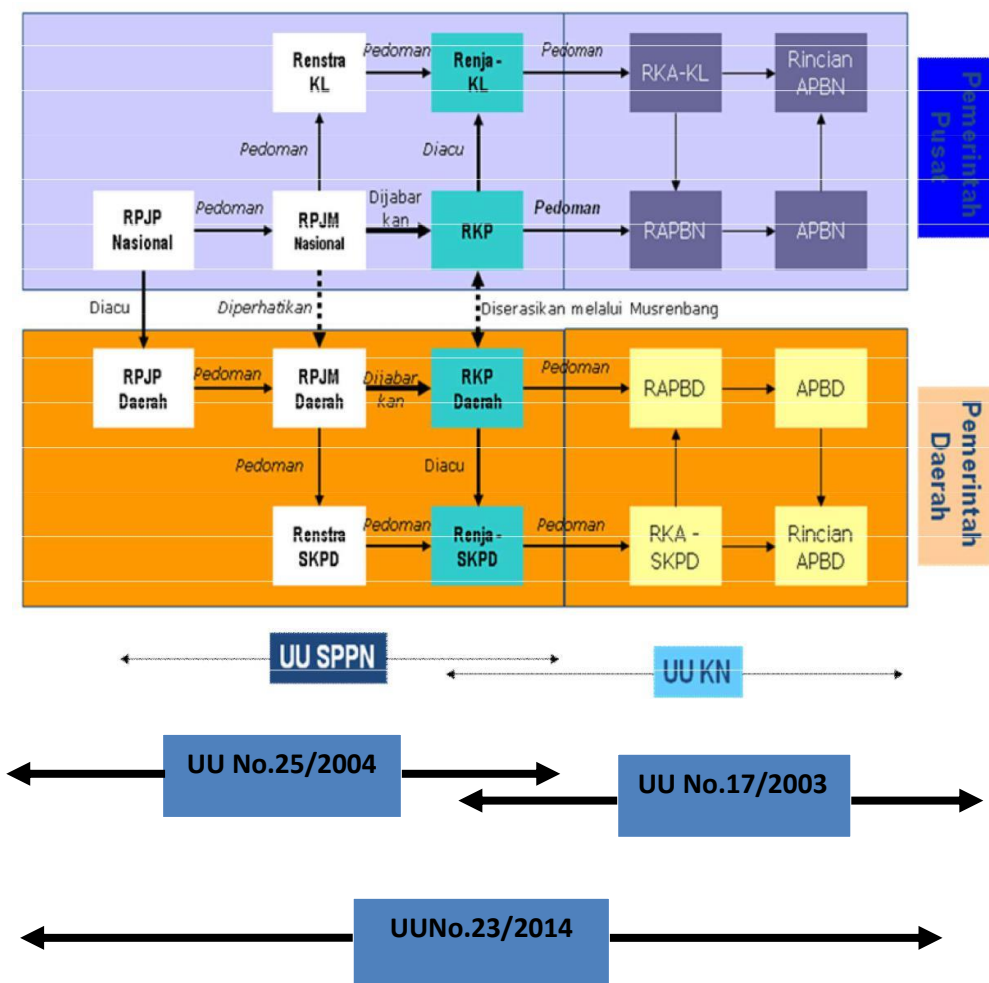 Pedoman
Pedoman
Renstra
KL
Renja -
KL
RKA-KL
Rincian
APBN
Pemerintah
Pusat
Pedoman
Diacu
RPJP
Nasional
Pedoman
RPJM
Nasional
Dijabar
kan
RKP
Pedoman
RAPBN
APBN
Diacu
Diperhatikan
Diserasikan melalui Musrenbang
RPJP
Daerah
Pedoman
RPJM
Daerah
Dijabar
kan
RKP
Daerah
Pedoman
RAPBD
APBD
Pemerintah
Daerah
Pedoman
Diacu
Renstra
SKPD
Pedoman
Renja -
SKPD
Pedoman
RKA -
SKPD
Rincian
APBD
UU SPPN
UU KN
UU No.25/2004
UU No.17/2003
UUNo.23/2014